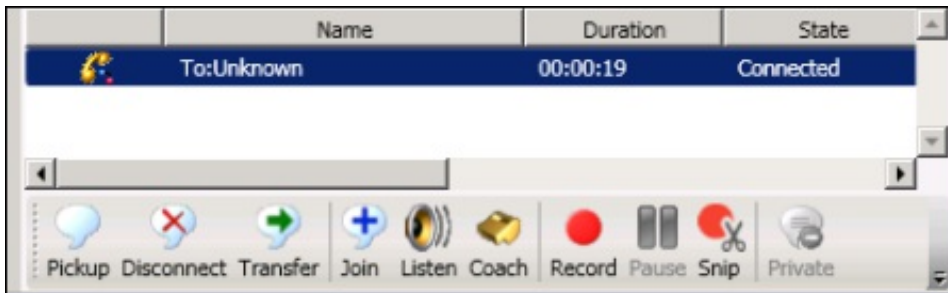 Name Duration State
To:Unknown 00:00:19 Connected
Pickup Disconnect Transfer Join Listen Coach Record Pause Snip Private